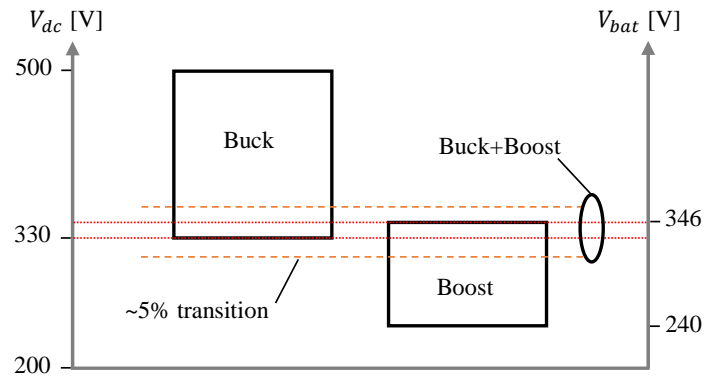 V_dc [V]
V_bat [V]
500
Buck
Buck+Boost
346
330
Boost
~5% transition
240
200